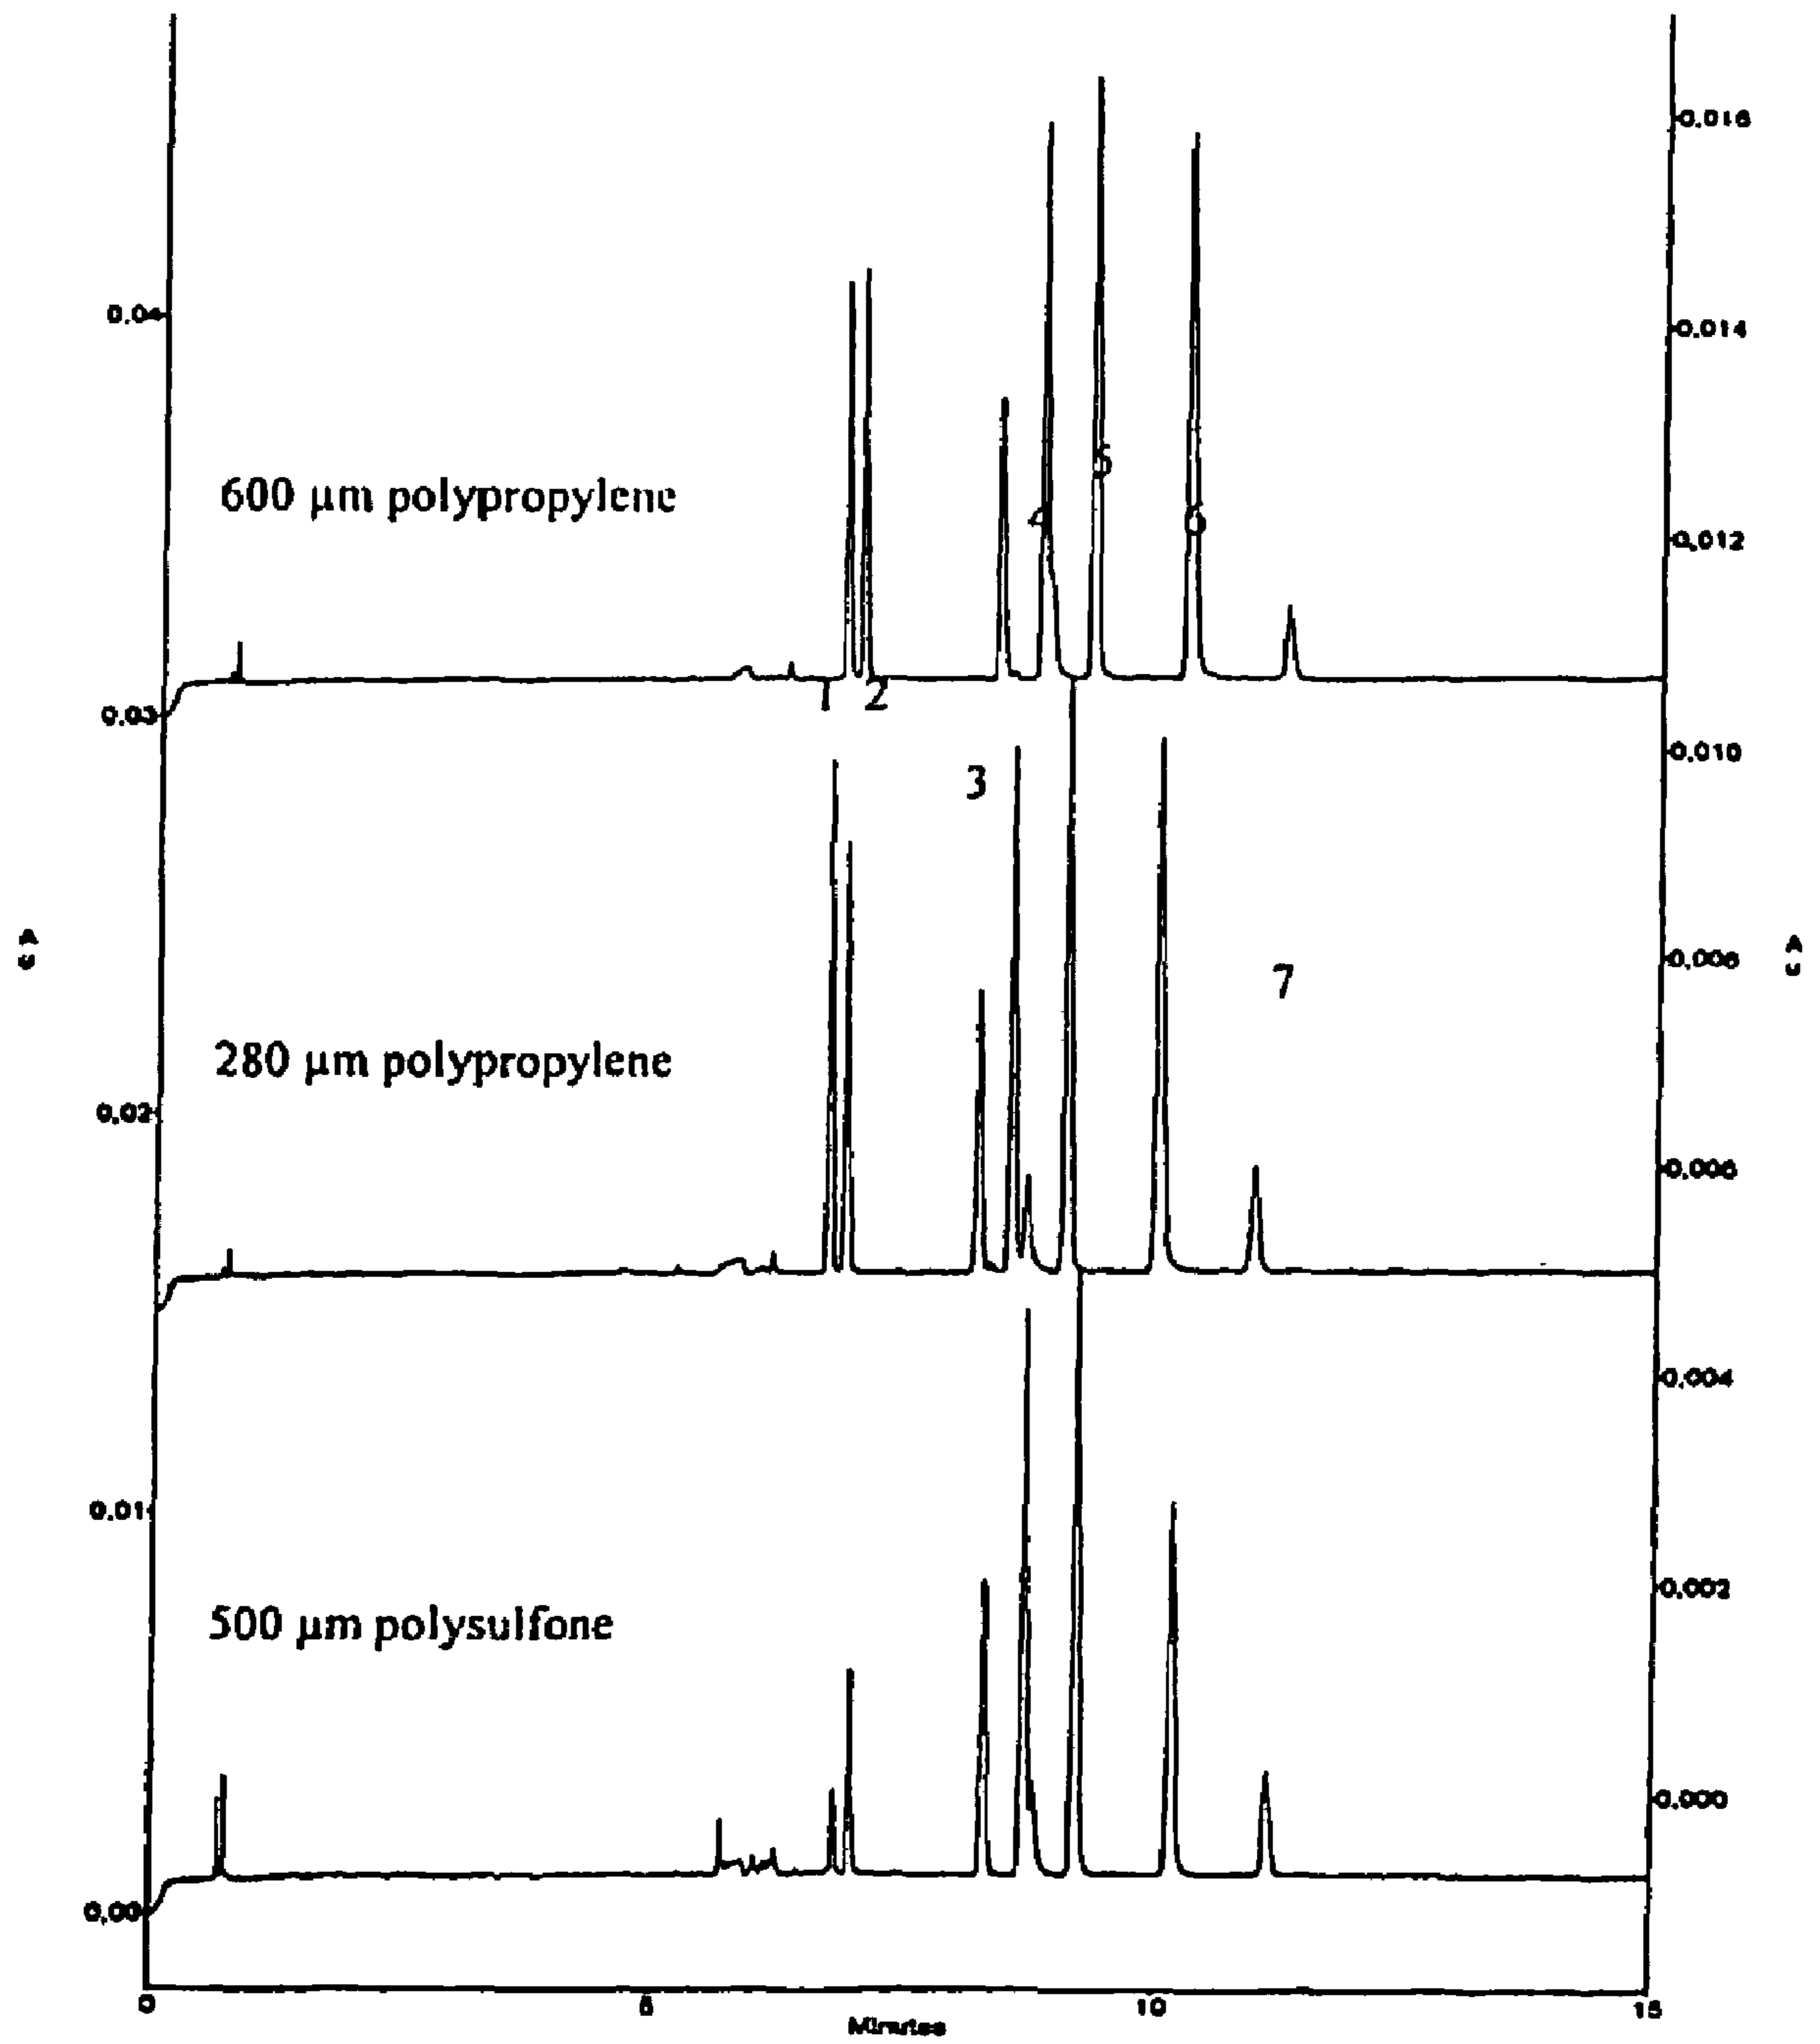 0.016
0.04
0.014
5
600 µm polypropylene
4
6
0.012
0.03
1 2
0.010
3
A
U
0.008
A
U
7
280 µm polypropylene
0.02
0.006
0.004
0.01
0.002
500 µm polysulfone
0.000
0.00
0 5 10 15
Minutes